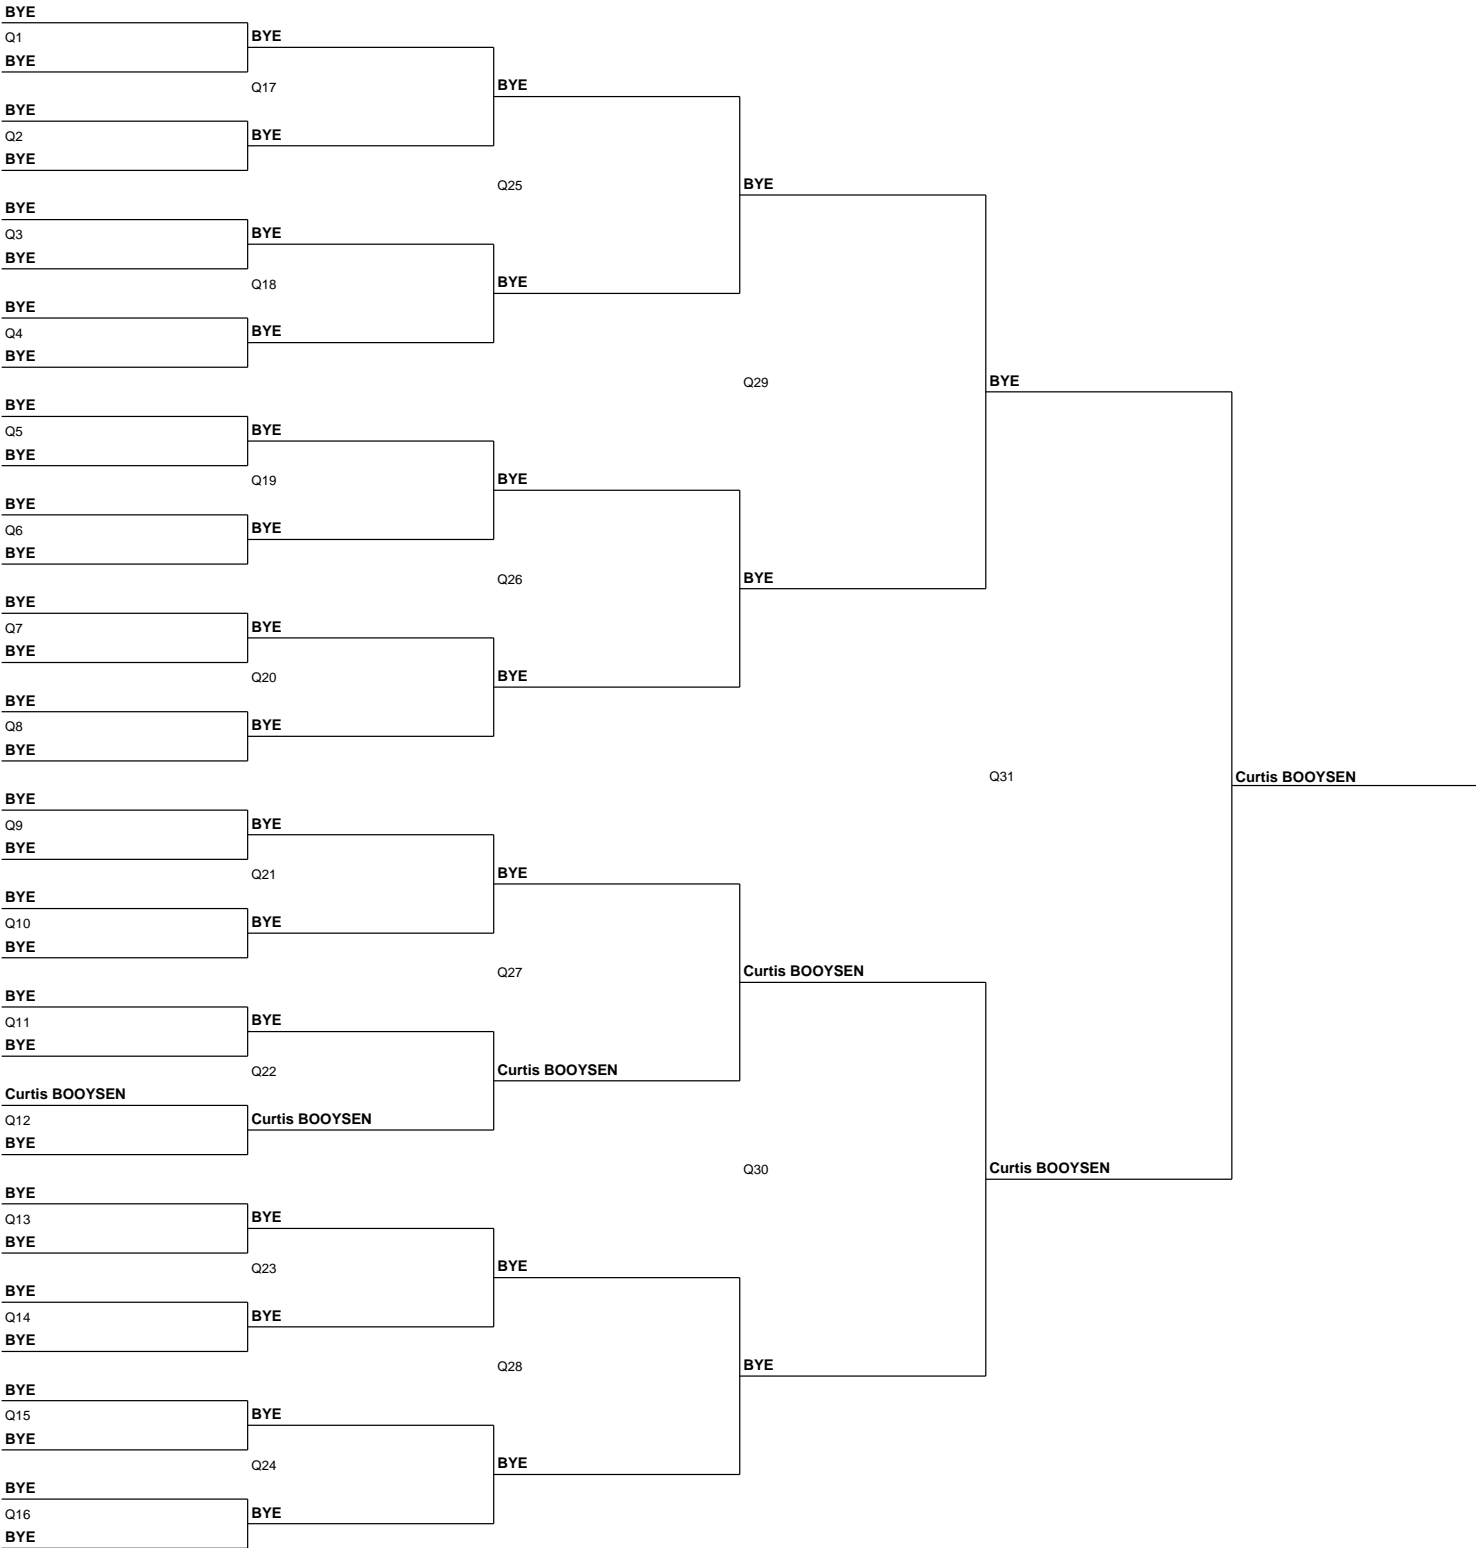 BYE
Q1 BYE
BYE
Q17 BYE
BYE
Q2 BYE
BYE
Q25 BYE
BYE
Q3 BYE
BYE
Q18 BYE
BYE
Q4 BYE
BYE
Q29 BYE
BYE
Q5 BYE
BYE
Q19 BYE
BYE
Q6 BYE
BYE
Q26 BYE
BYE
Q7 BYE
BYE
Q20 BYE
BYE
Q8 BYE
BYE
Q31 Curtis BOOYSEN
BYE
Q9 BYE
BYE
Q21 BYE
BYE
Q10 BYE
BYE
Q27 Curtis BOOYSEN
BYE
Q11 BYE
BYE
Q22 Curtis BOOYSEN
Curtis BOOYSEN
Q12 Curtis BOOYSEN
BYE
Q30 Curtis BOOYSEN
BYE
Q13 BYE
BYE
Q23 BYE
BYE
Q14 BYE
BYE
Q28 BYE
BYE
Q15 BYE
BYE
Q24 BYE
BYE
Q16 BYE
BYE